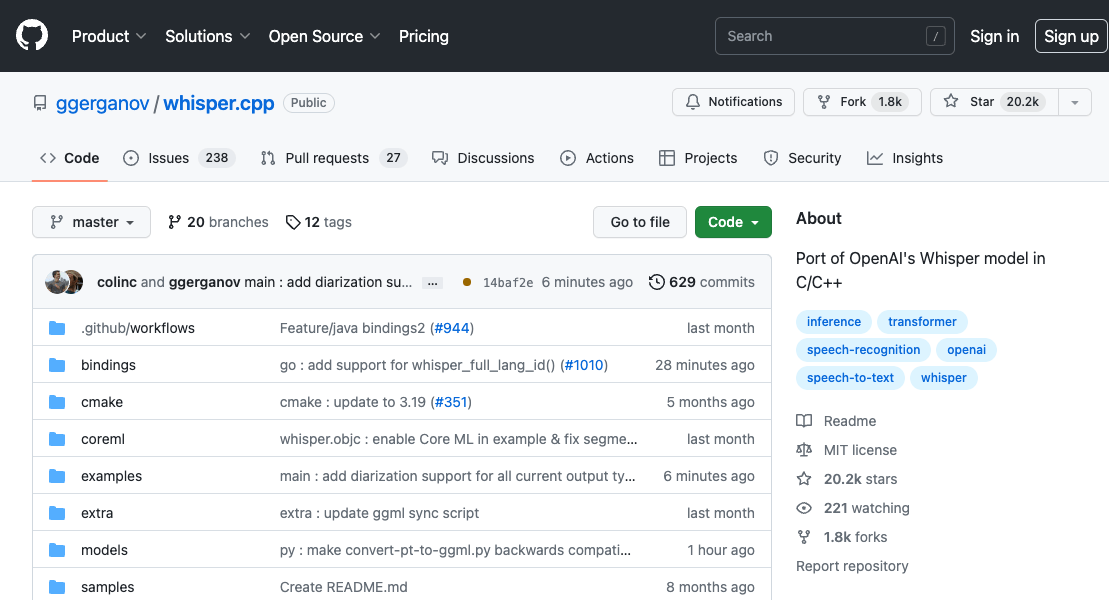 Product Solutions Open Source Pricing Search / Sign in Sign up
ggerganov / whisper.cpp Public Notifications Fork 1.8k Star 20.2k
Code Issues 238 Pull requests 27 Discussions Actions Projects Security Insights
master 20 branches 12 tags Go to file Code
colinc and ggerganov main : add diarization su... ... 14baf2e 6 minutes ago 629 commits
.github/workflows Feature/java bindings2 (#944) last month
bindings go : add support for whisper_full_lang_id() (#1010) 28 minutes ago
cmake cmake : update to 3.19 (#351) 5 months ago
coreml whisper.objc : enable Core ML in example & fix segme... last month
examples main : add diarization support for all current output ty... 6 minutes ago
extra extra : update ggml sync script last month
models py : make convert-pt-to-ggml.py backwards compati... 1 hour ago
samples Create README.md 8 months ago
About
Port of OpenAI's Whisper model in
C/C++
inference transformer
speech-recognition openai
speech-to-text whisper
Readme
MIT license
20.2k stars
221 watching
1.8k forks
Report repository